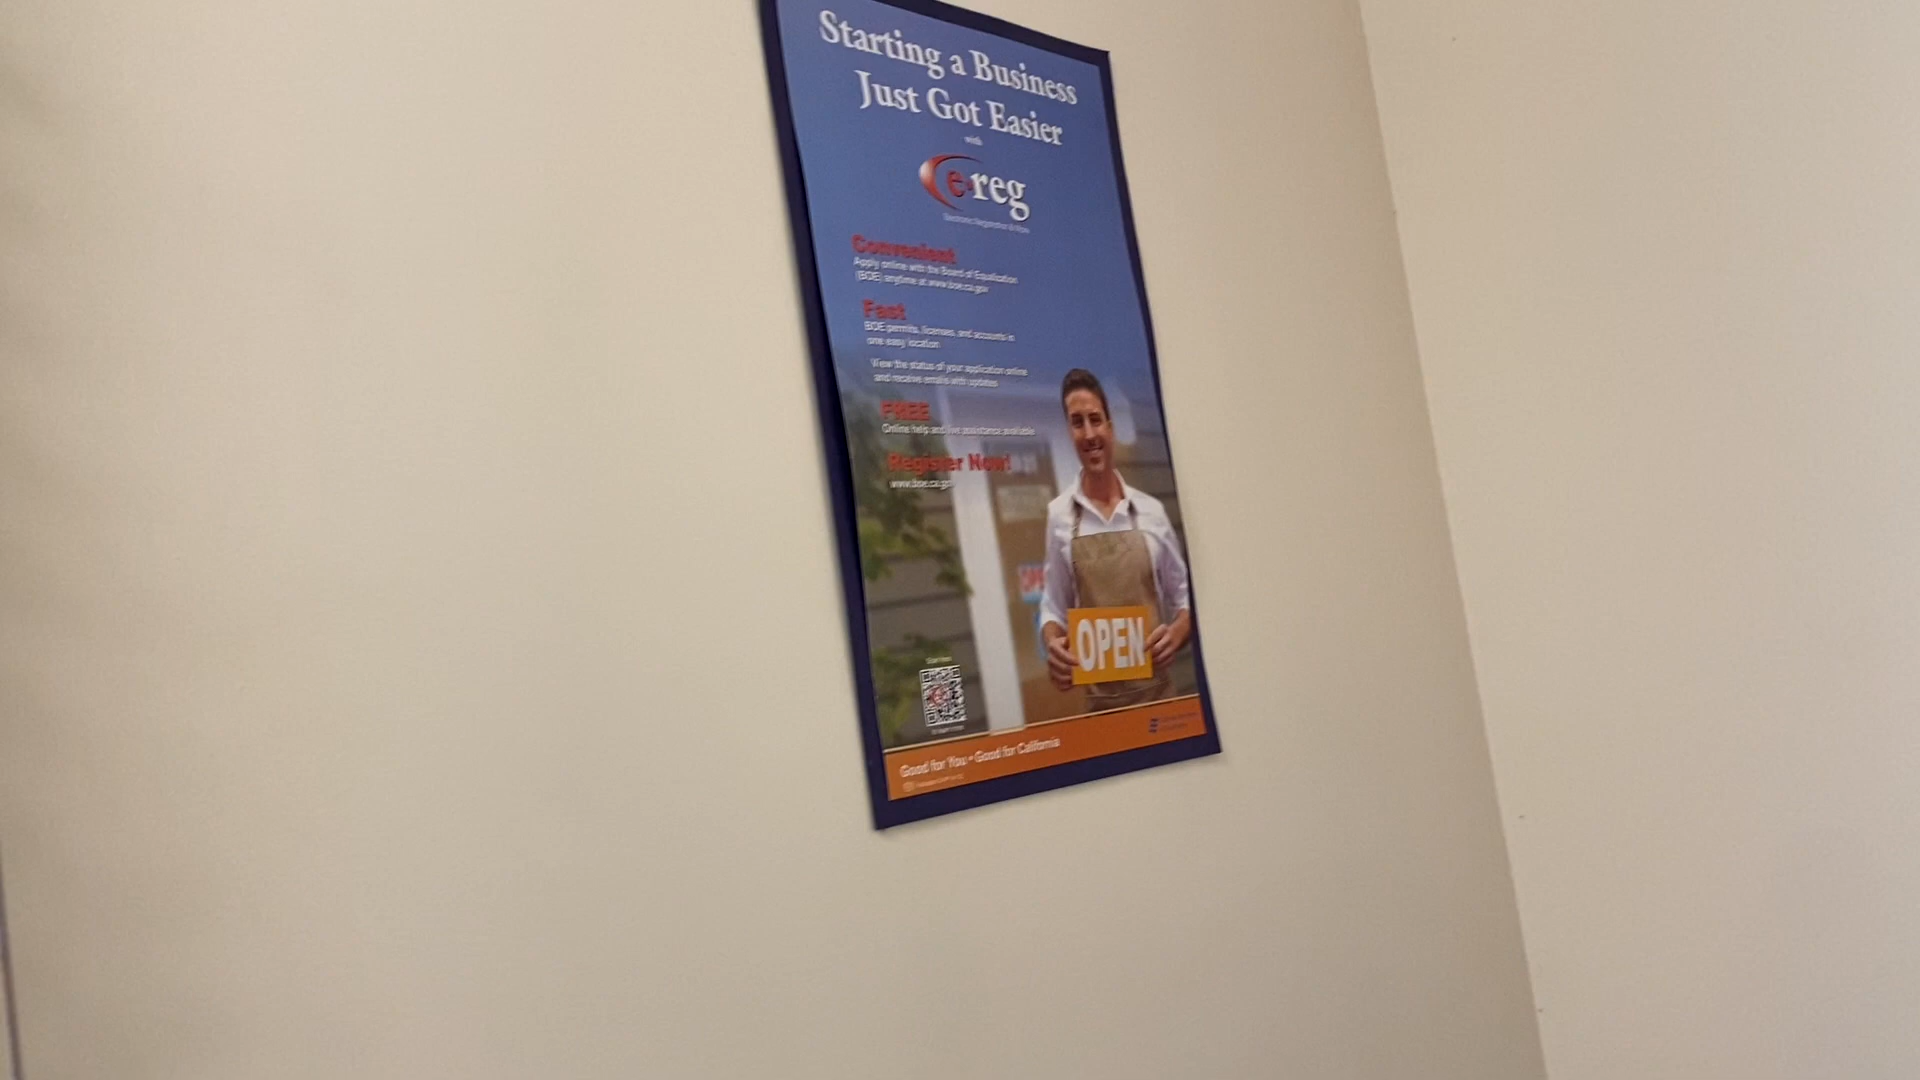 Starting a Business
Just Got Easier
with
e-reg
Convenient
Apply online with the Board of Equalization
(BOE) anytime at www.boe.ca.gov
Fast
BOE permits, licenses, and accounts in
one easy location
View the status of your application online
and receive emails with updates
FREE
Online help and live assistance available
Register Now!
www.boe.ca.gov
OPEN
Good for You • Good for California